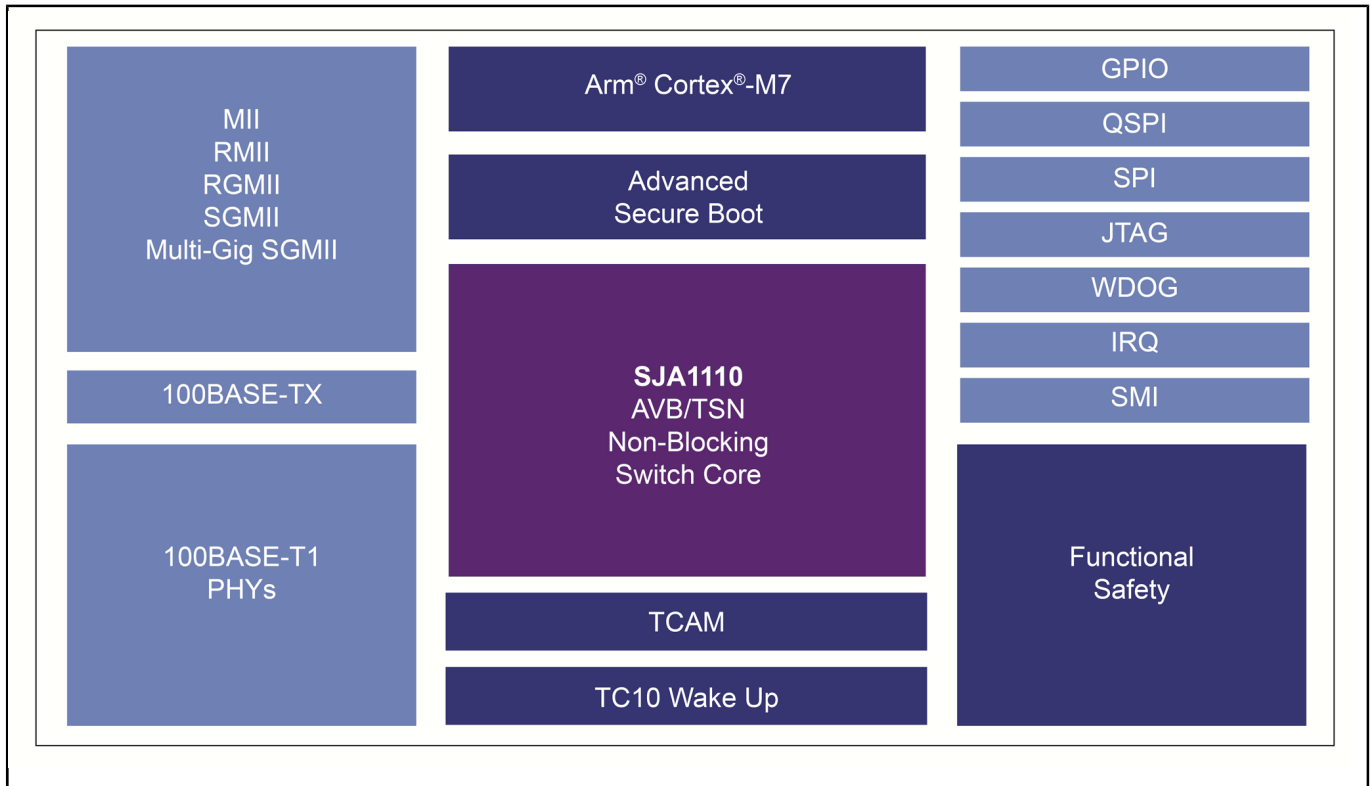 MII
RMII
RGMII
SGMII
Multi-Gig SGMII
100BASE-TX
100BASE-T1
PHYs
Arm® Cortex®-M7
Advanced
Secure Boot
SJA1110
AVB/TSN
Non-Blocking
Switch Core
TCAM
TC10 Wake Up
GPIO
QSPI
SPI
JTAG
WDOG
IRQ
SMI
Functional
Safety